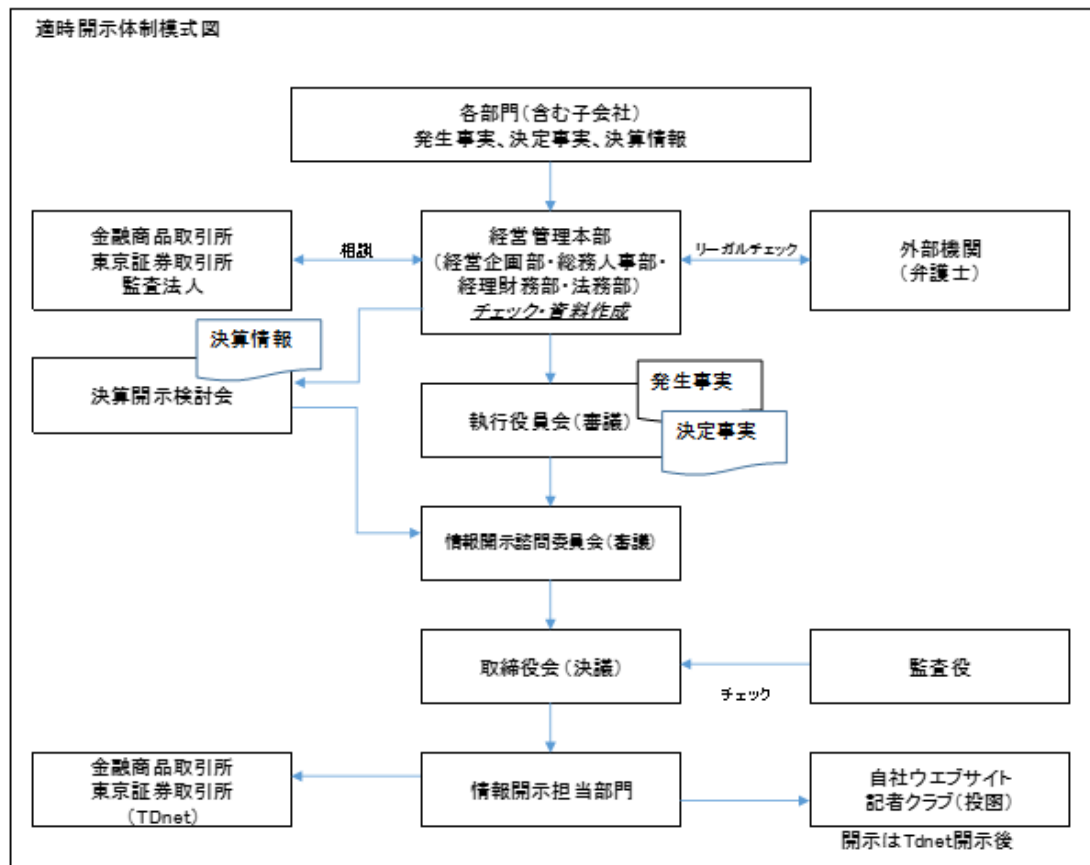 適時開示体制模式図
各部門(含む子会社)
発生事実、決定事実、決算情報
金融商品取引所
東京証券取引所
監査法人
相談
経営管理本部
(経営企画部・総務人事部・
経理財務部・法務部)
チェック・資料作成
リーガルチェック
外部機関
(弁護士)
決算情報
決算開示検討会
発生事実
執行役員会(審議)
決定事実
情報開示諮問委員会(審議)
取締役会(決議)
チェック
監査役
金融商品取引所
東京証券取引所
(TDnet)
情報開示担当部門
自社ウエブサイト
記者クラブ(投函)
開示はTdnet開示後